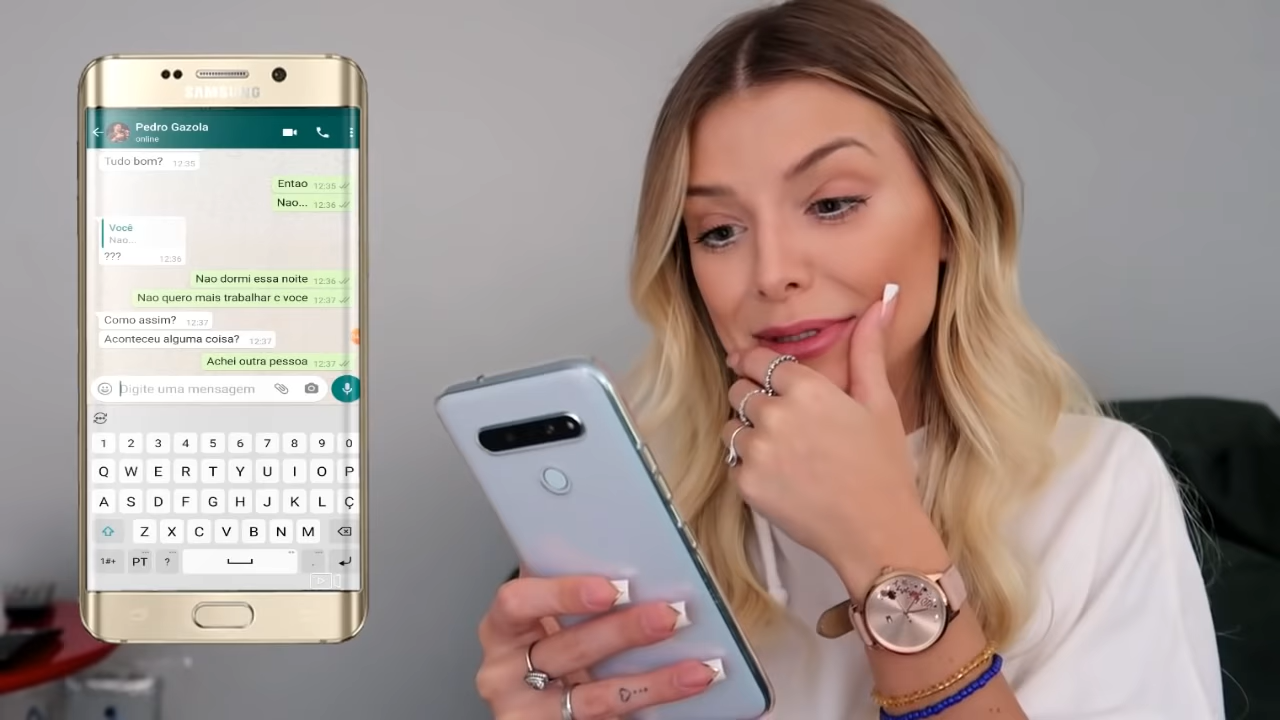 SAMSUNG
Pedro Gazola
online
Tudo bom? 12:35
Entao 12:35
Nao... 12:36
Você
Nao...
??? 12:36
Nao dormi essa noite 12:36
Nao quero mais trabalhar c voce 12:37
Como assim? 12:37
Aconteceu alguma coisa? 12:37
Achei outra pessoa 12:37
Digite uma mensagem
1 2 3 4 5 6 7 8 9 0
Q W E R T Y U I O P
A S D F G H J K L Ç
Z X C V B N M
1#+ PT ? .